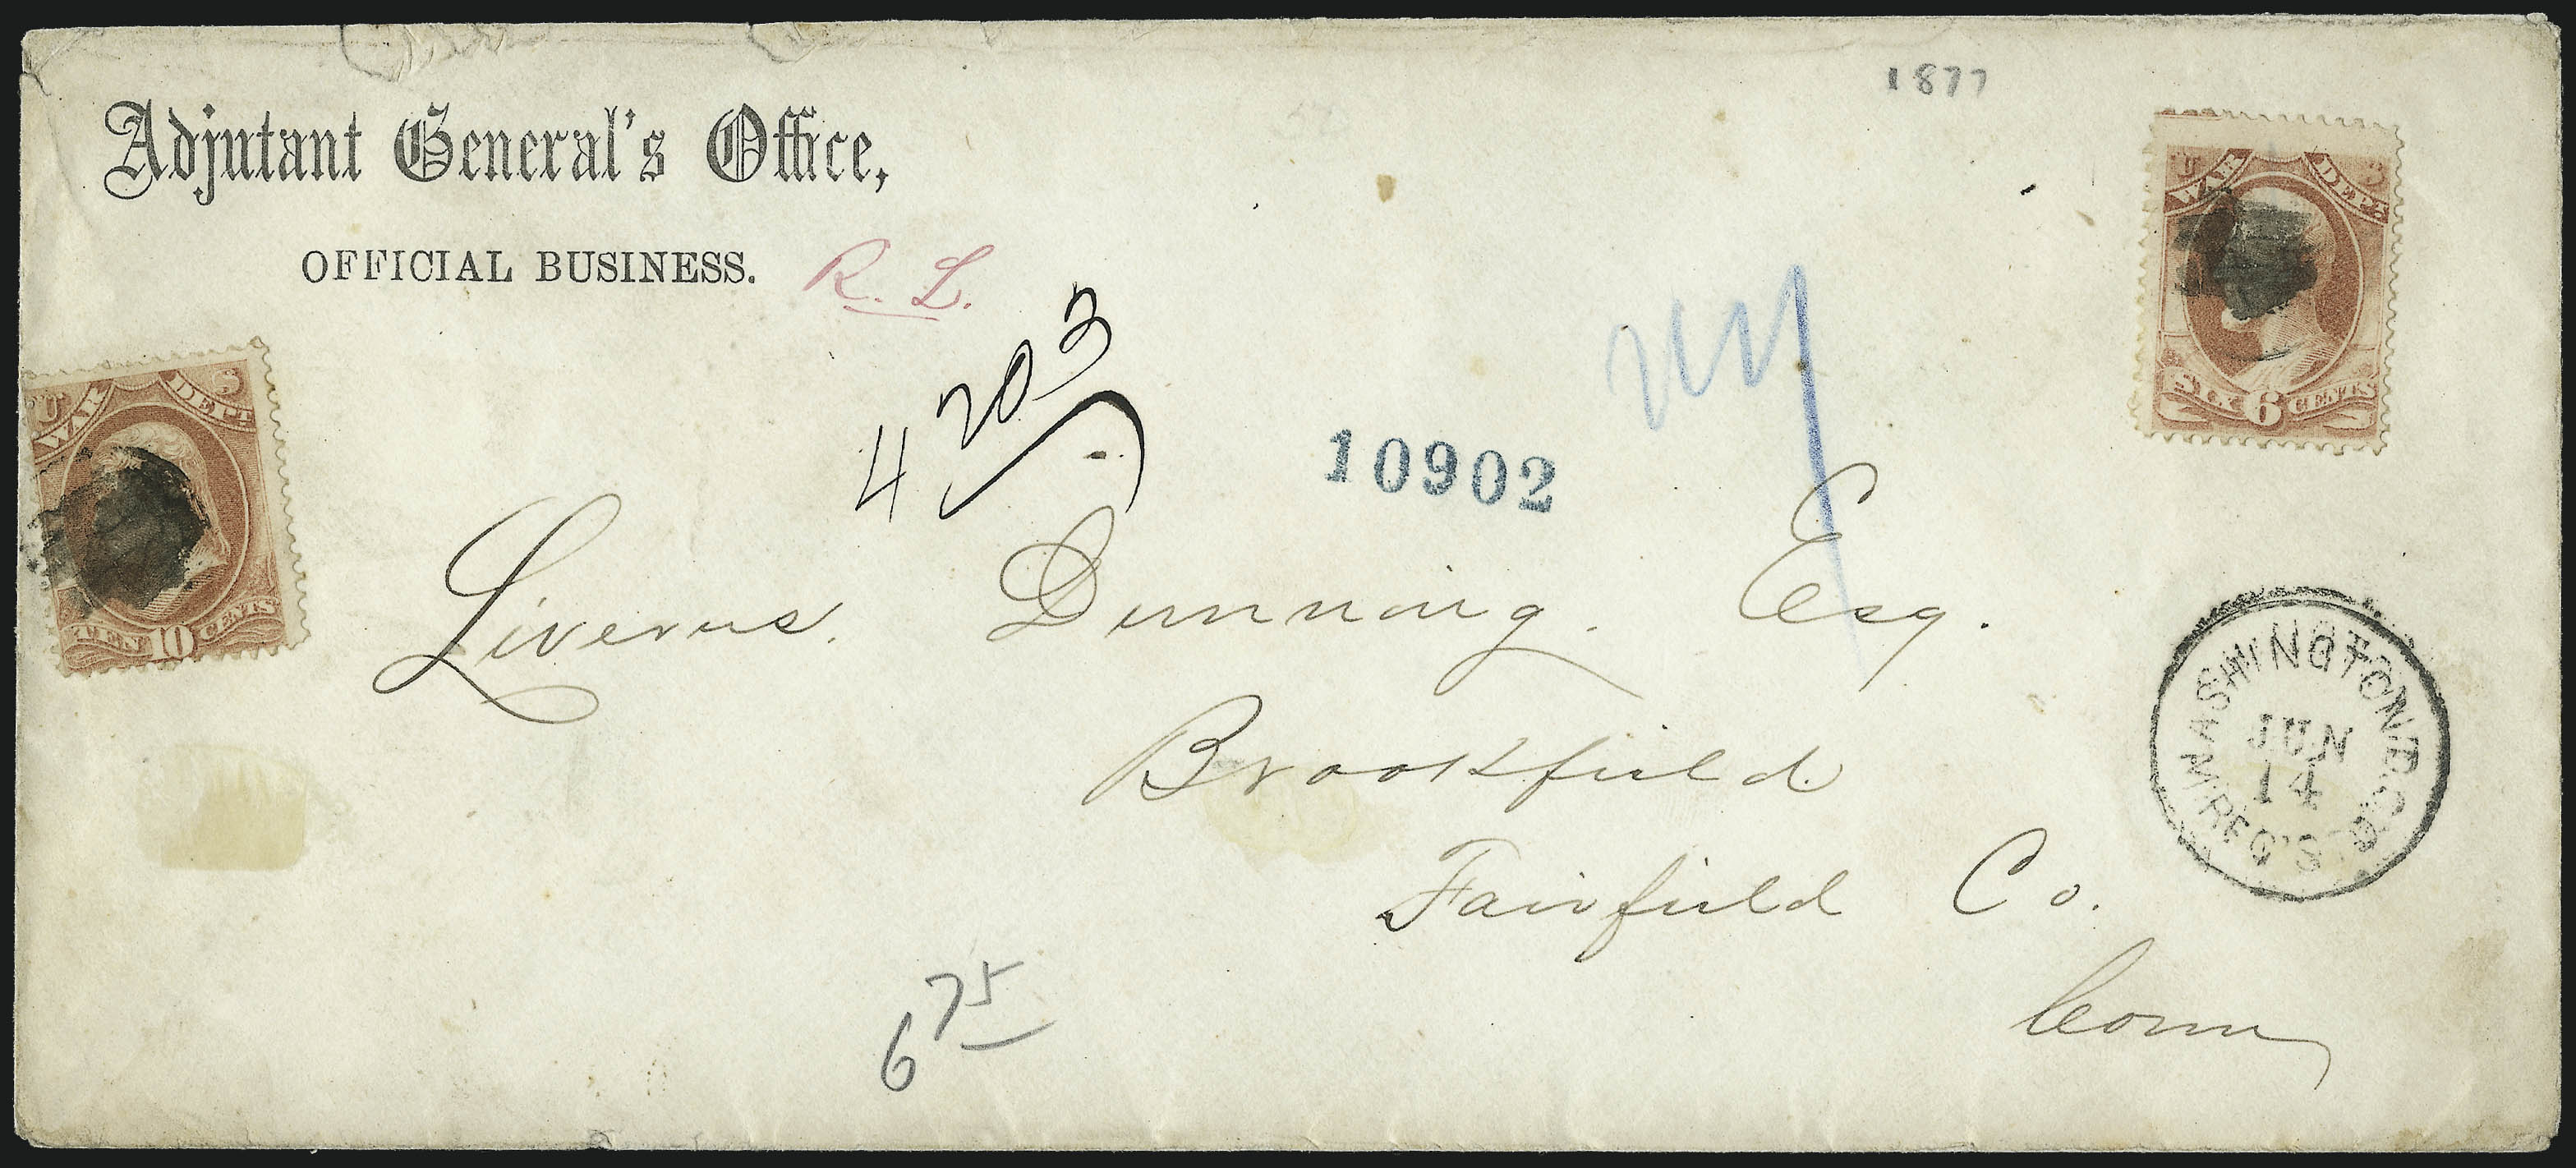 1877
Adjutant General's Office,
OFFICIAL BUSINESS. R. L.
U S
WAR DEPT
SIX 6 CENTS
U S
WAR DEPT
TEN 10 CENTS
4203
10902
Liverus. Dunning. Esq.
Brookfield
Fairfield Co.
Conn
WASHINGTON D.C.
JUN
14
REG'D
675